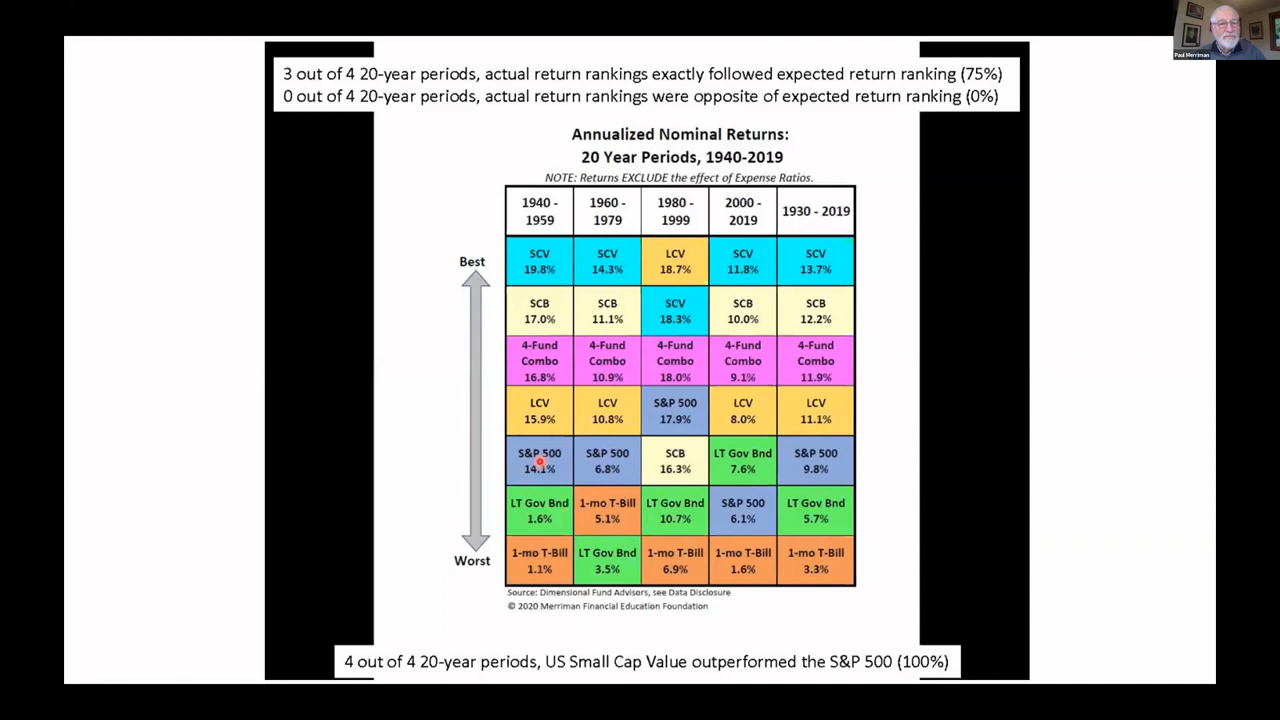 Paul Merriman
3 out of 4 20-year periods, actual return rankings exactly followed expected return ranking (75%)
0 out of 4 20-year periods, actual return rankings were opposite of expected return ranking (0%)
Annualized Nominal Returns:
20 Year Periods, 1940-2019
NOTE: Returns EXCLUDE the effect of Expense Ratios.
1940 - 1959
1960 - 1979
1980 - 1999
2000 - 2019
1930 - 2019
Best
SCV 19.8%
SCV 14.3%
LCV 18.7%
SCV 11.8%
SCV 13.7%
SCB 17.0%
SCB 11.1%
SCV 18.3%
SCB 10.0%
SCB 12.2%
4-Fund Combo 16.8%
4-Fund Combo 10.9%
4-Fund Combo 18.0%
4-Fund Combo 9.1%
4-Fund Combo 11.9%
LCV 15.9%
LCV 10.8%
S&P 500 17.9%
LCV 8.0%
LCV 11.1%
S&P 500 14.1%
S&P 500 6.8%
SCB 16.3%
LT Gov Bnd 7.6%
S&P 500 9.8%
LT Gov Bnd 1.6%
1-mo T-Bill 5.1%
LT Gov Bnd 10.7%
S&P 500 6.1%
LT Gov Bnd 5.7%
Worst
1-mo T-Bill 1.1%
LT Gov Bnd 3.5%
1-mo T-Bill 6.9%
1-mo T-Bill 1.6%
1-mo T-Bill 3.3%
Source: Dimensional Fund Advisors, see Data Disclosure
© 2020 Merriman Financial Education Foundation
4 out of 4 20-year periods, US Small Cap Value outperformed the S&P 500 (100%)